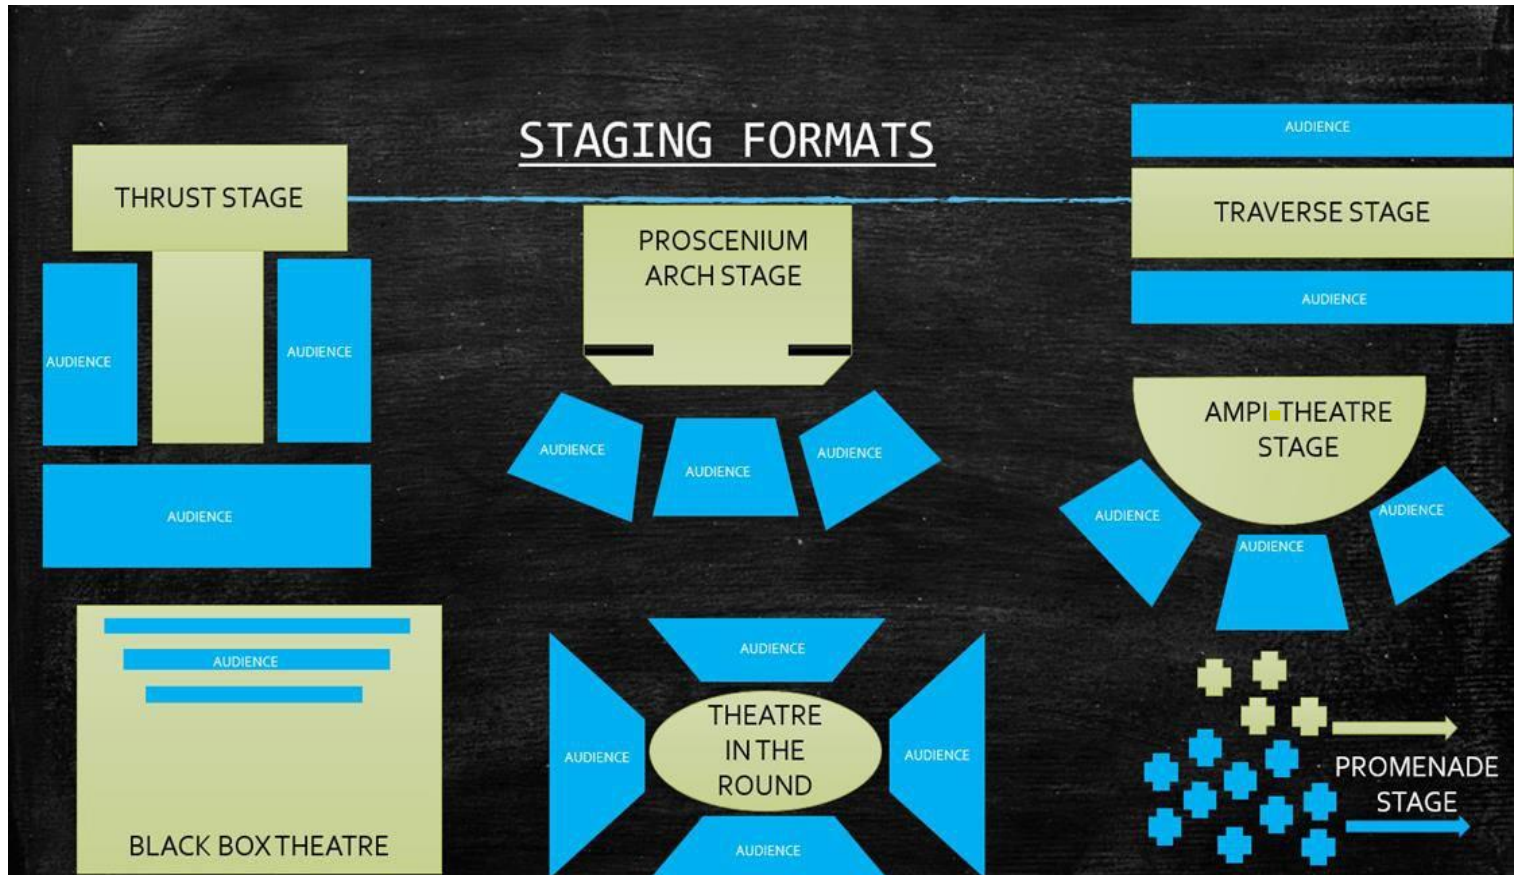 STAGING FORMATS
THRUST STAGE
AUDIENCE
AUDIENCE
AUDIENCE
PROSCENIUM
ARCH STAGE
AUDIENCE
AUDIENCE
AUDIENCE
AUDIENCE
TRAVERSE STAGE
AUDIENCE
AMPI-THEATRE
STAGE
AUDIENCE
AUDIENCE
AUDIENCE
AUDIENCE
BLACK BOX THEATRE
AUDIENCE
AUDIENCE
THEATRE
IN THE
ROUND
AUDIENCE
AUDIENCE
PROMENADE
STAGE